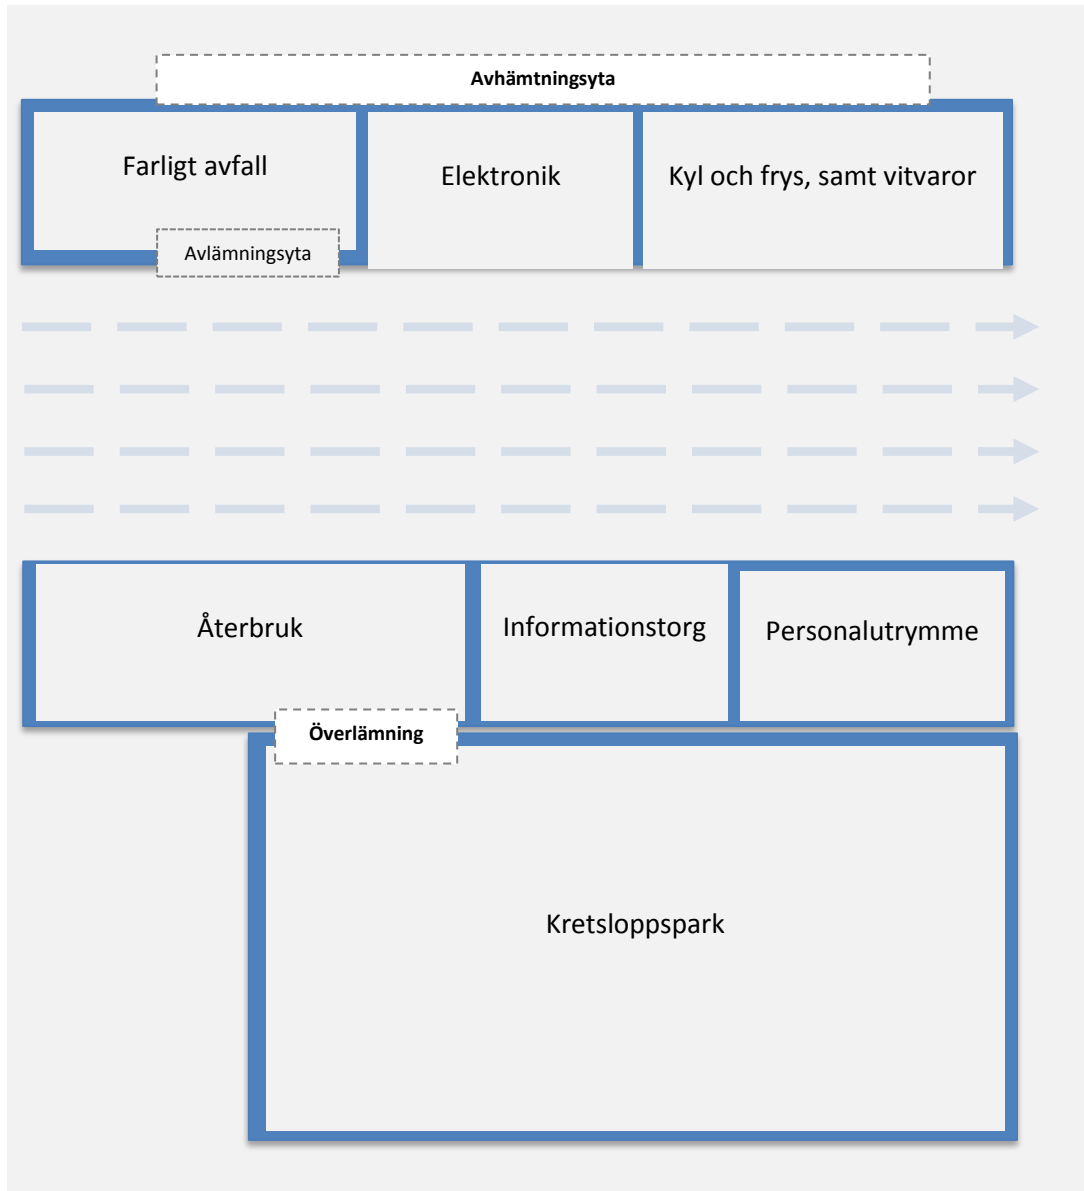 Avhämtningsyta
Farligt avfall
Elektronik
Kyl och frys, samt vitvaror
Avlämningsyta
Återbruk
Informationstorg
Personalutrymme
Överlämning
Kretsloppspark